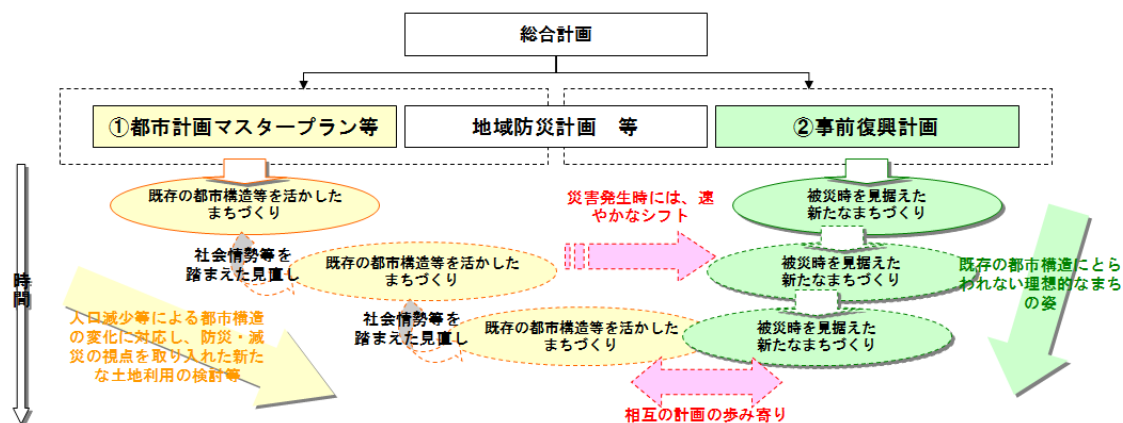 総合計画
①都市計画マスタープラン等
地域防災計画　等
②事前復興計画
既存の都市構造等を活かした
まちづくり
災害発生時には、速
やかなシフト
被災時を見据えた
新たなまちづくり
社会情勢等を
踏まえた見直し
既存の都市構造等を活かした
まちづくり
被災時を見据えた
新たなまちづくり
既存の都市構造にとら
われない理想的なまち
の姿
時間
人口減少等による都市構造
の変化に対応し、防災・減
災の視点を取り入れた新た
な土地利用の検討等
社会情勢等を
踏まえた見直し
既存の都市構造等を活かした
まちづくり
被災時を見据えた
新たなまちづくり
相互の計画の歩み寄り